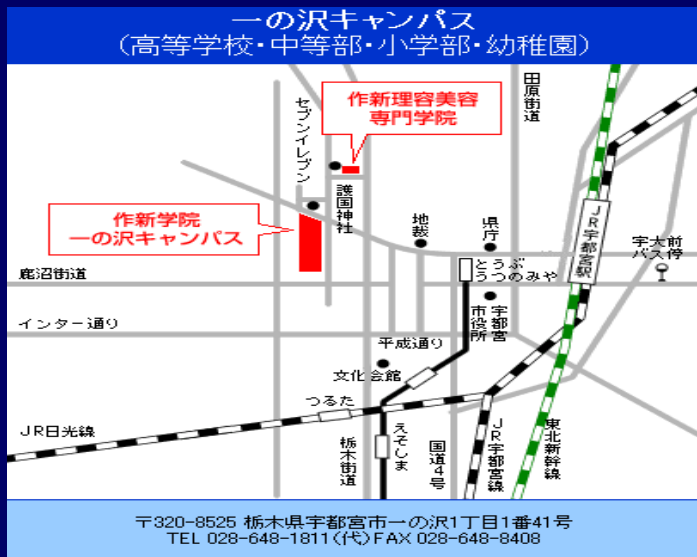 一の沢キャンパス
(高等学校・中等部・小学部・幼稚園)
田原街道
セブンイレブン
作新理容美容
専門学院
護国神社
作新学院
一の沢キャンパス
地裁
県庁
JR宇都宮駅
宇大前
バス停
とうぶ
うつのみや
鹿沼街道
宇都宮
市役所
インター通り
平成通り
文化会館
つるた
JR日光線
栃木街道
えそじま
国道4号
JR宇都宮線
東北新幹線
〒320-8525 栃木県宇都宮市一の沢1丁目1番41号
TEL 028-648-1811(代)FAX 028-648-8408